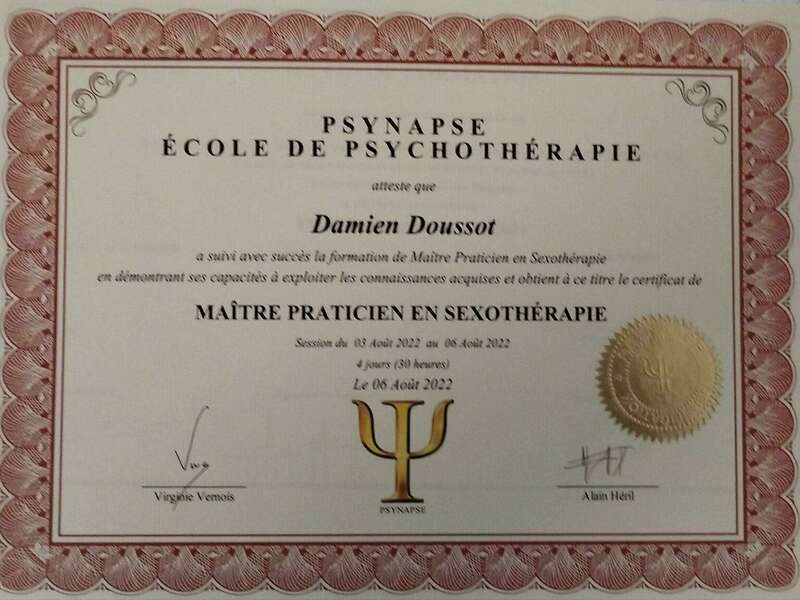 PSYNAPSE
ÉCOLE DE PSYCHOTHÉRAPIE
atteste que
Damien Doussot
a suivi avec succès la formation de Maître Praticien en Sexothérapie
en démontrant ses capacités à exploiter les connaissances acquises et obtient à ce titre le certificat de
MAÎTRE PRATICIEN EN SEXOTHÉRAPIE
Session du 03 Août 2022 au 06 Août 2022
4 jours (30 heures)
Le 06 Août 2022
Virginie Vernois
Alain Héril
PSYNAPSE